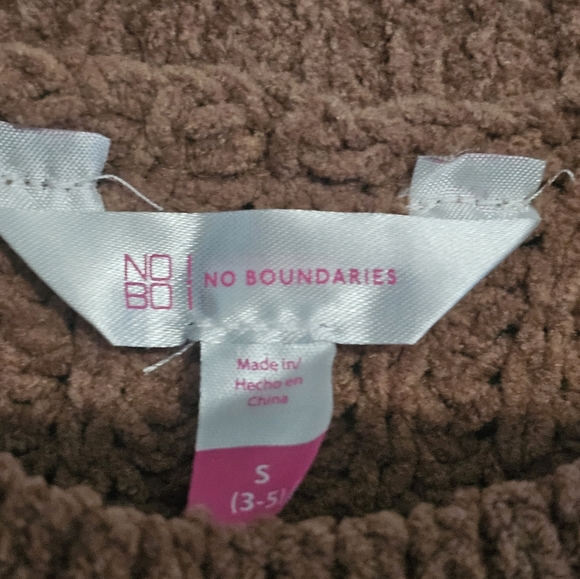 NO
BO
NO BOUNDARIES
Made in/
Hecho en
China
S
(3-5)